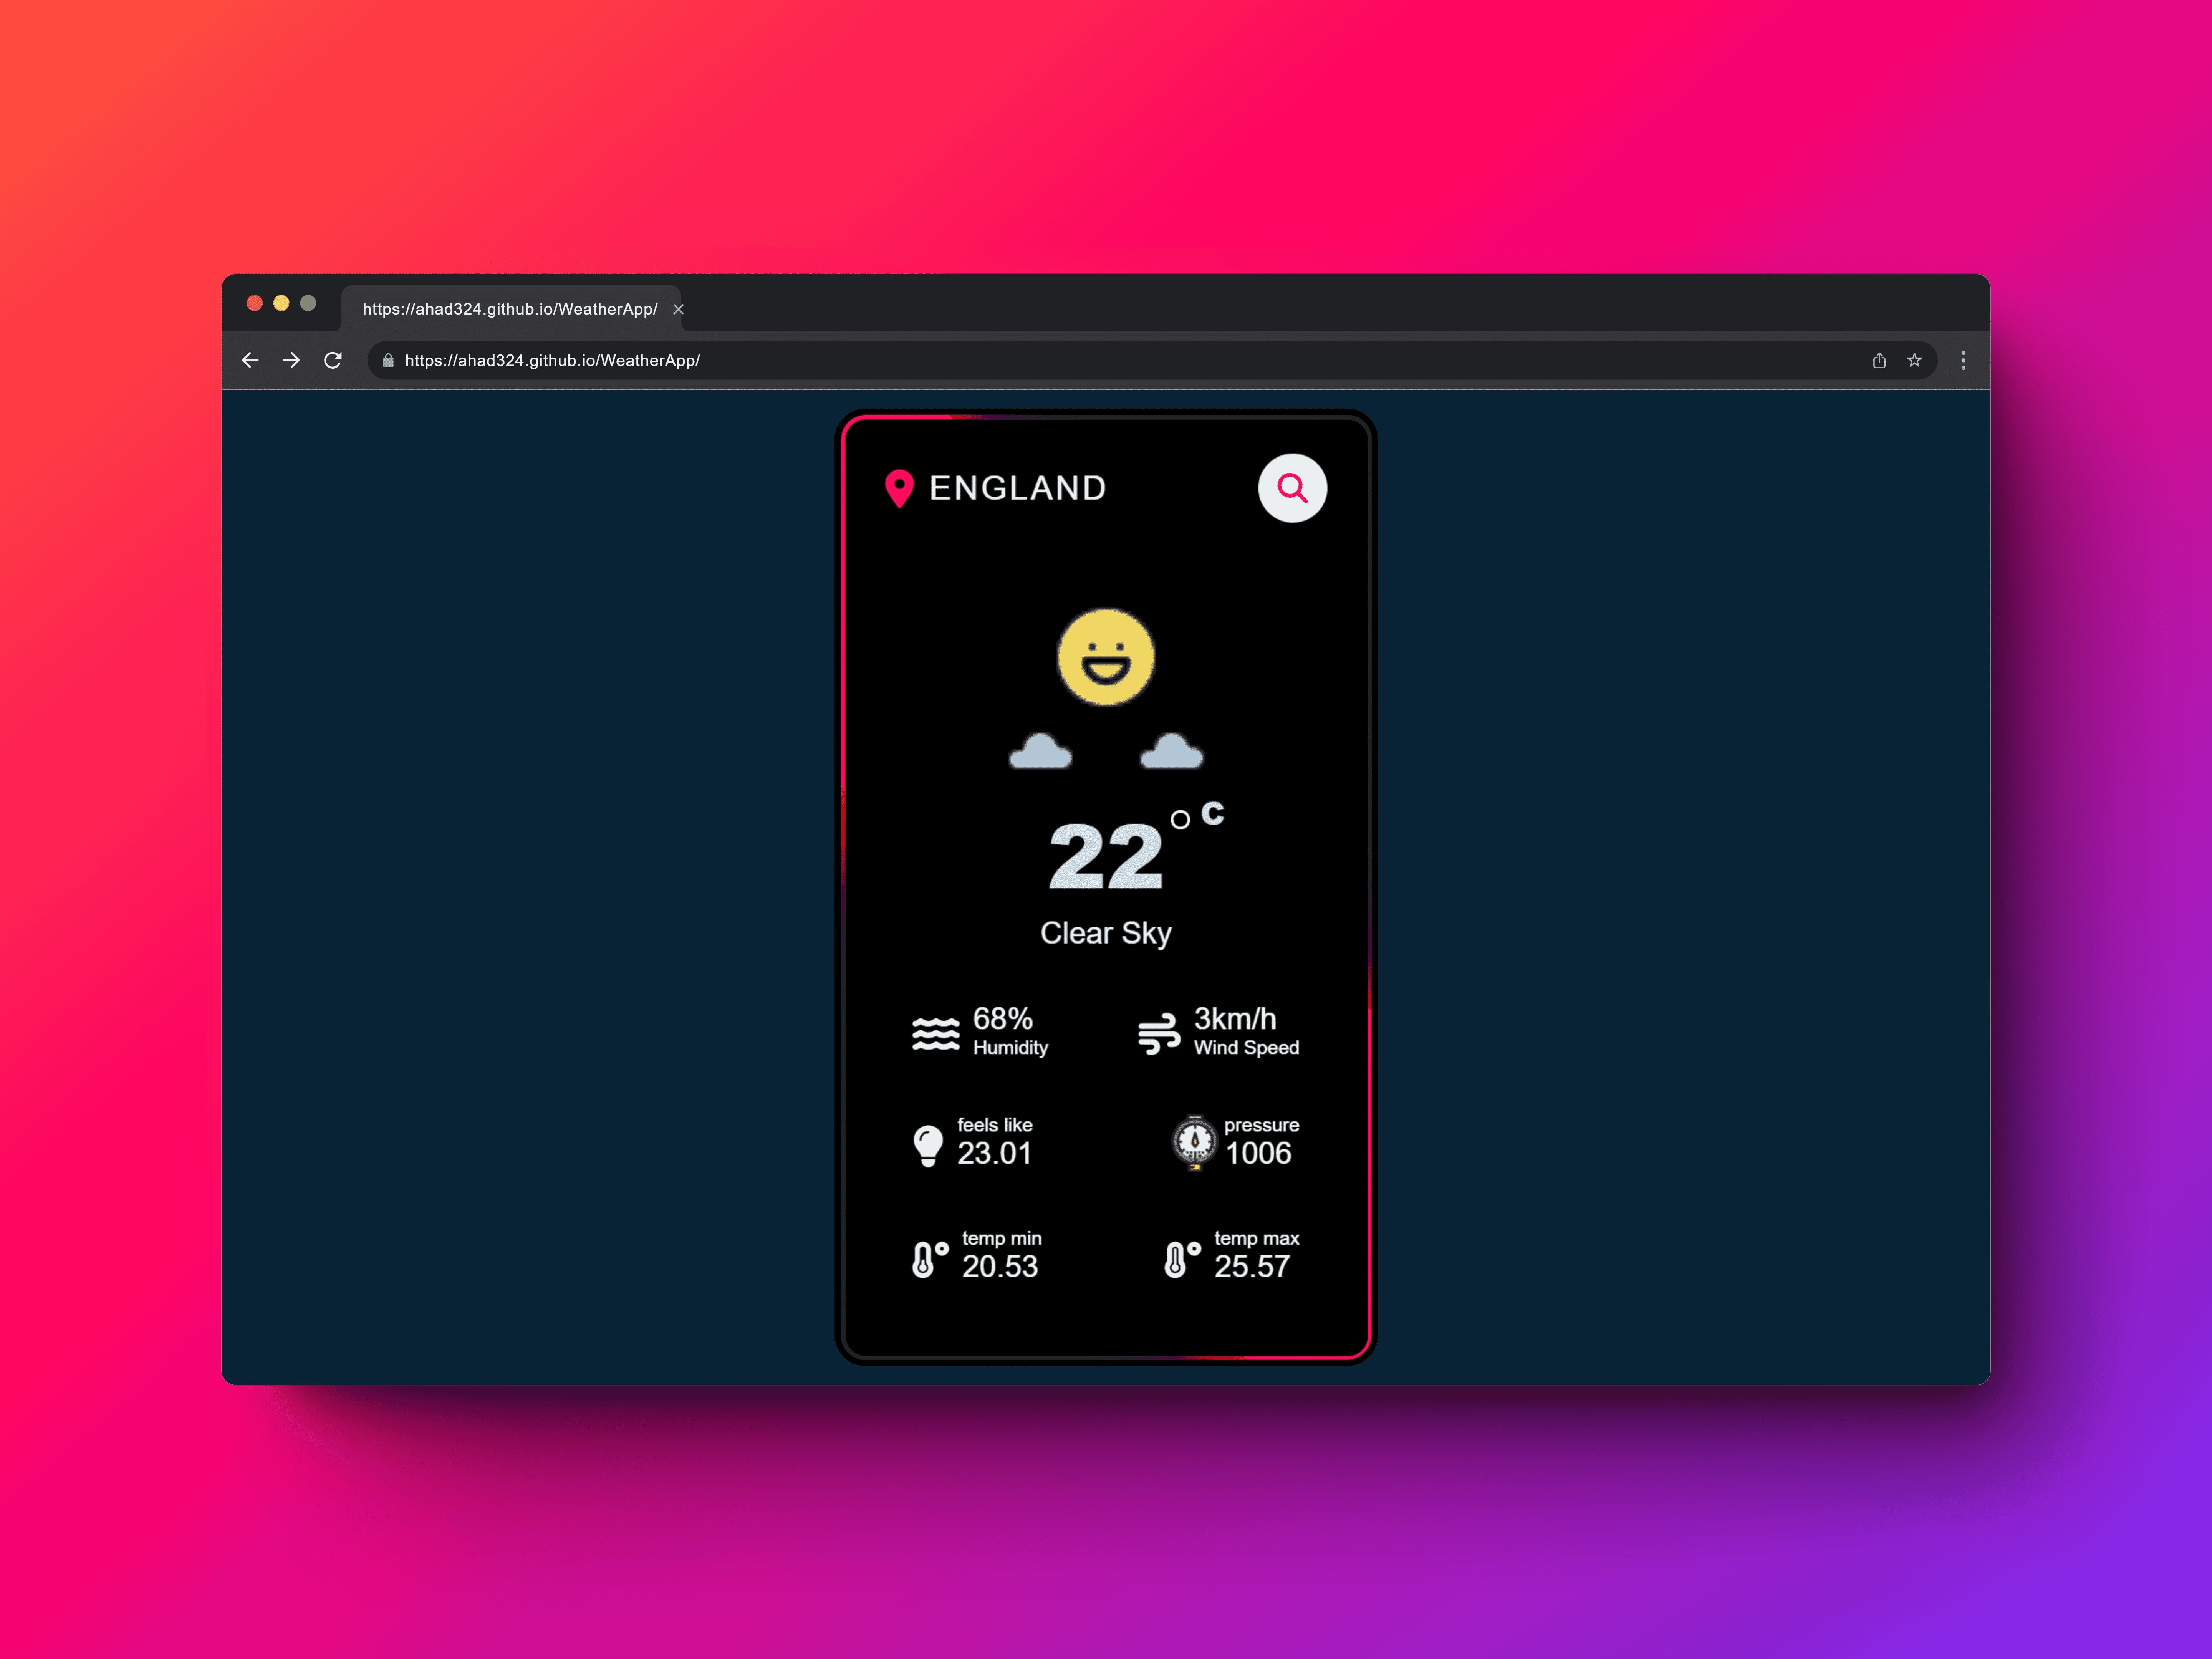 https://ahad324.github.io/WeatherApp/
https://ahad324.github.io/WeatherApp/
ENGLAND
22° C
Clear Sky
68%
Humidity
3km/h
Wind Speed
feels like
23.01
pressure
1006
temp min
20.53
temp max
25.57